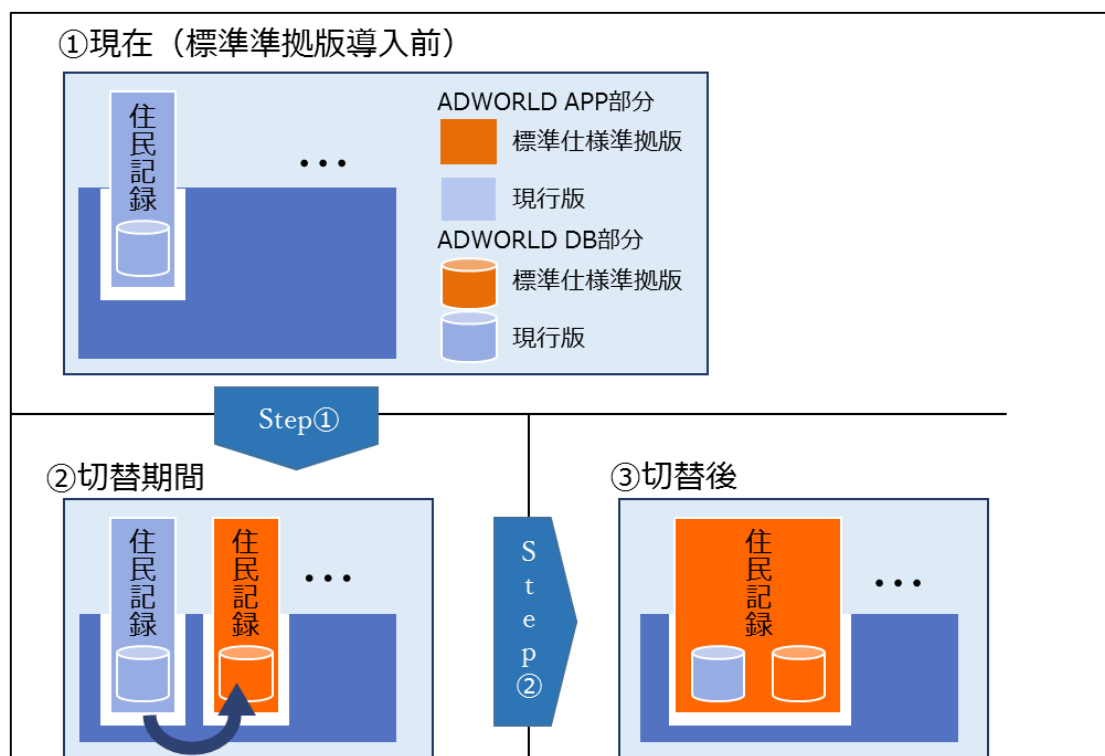 ①現在（標準準拠版導入前）
住民記録
…
ADWORLD APP部分
標準仕様準拠版
現行版
ADWORLD DB部分
標準仕様準拠版
現行版
Step①
②切替期間
住民記録
住民記録
…
Step②
③切替後
住民記録
…